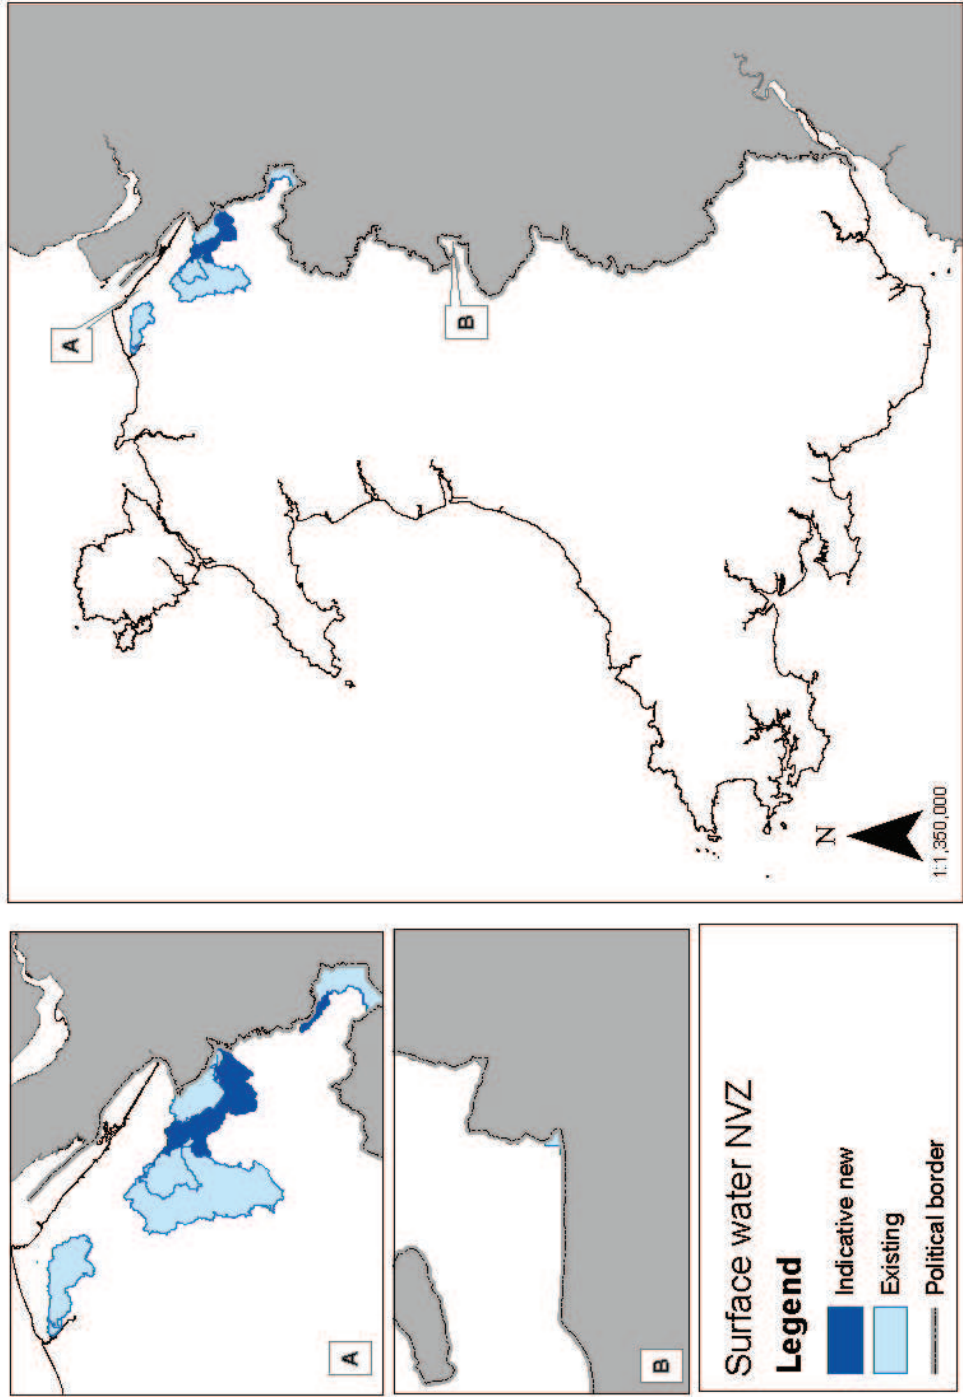 A
B
N
1:1,350,000
A
B
Surface water NVZ
Legend
Indicative new
Existing
Political border